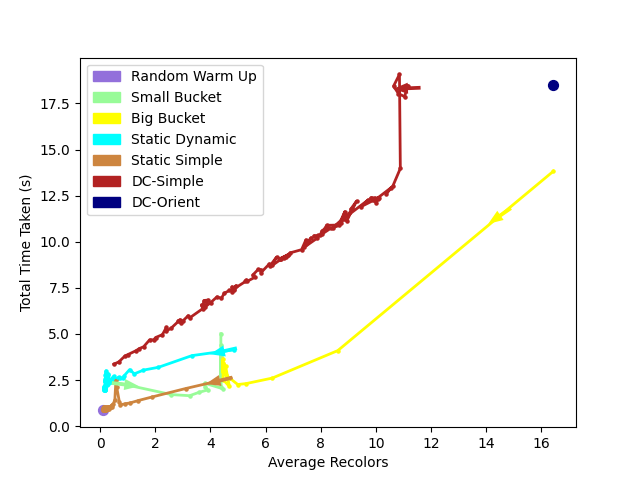 Random Warm Up
Small Bucket
Big Bucket
Static Dynamic
Static Simple
DC-Simple
DC-Orient
Total Time Taken (s)
17.5
15.0
12.5
10.0
7.5
5.0
2.5
0.0
0 2 4 6 8 10 12 14 16
Average Recolors